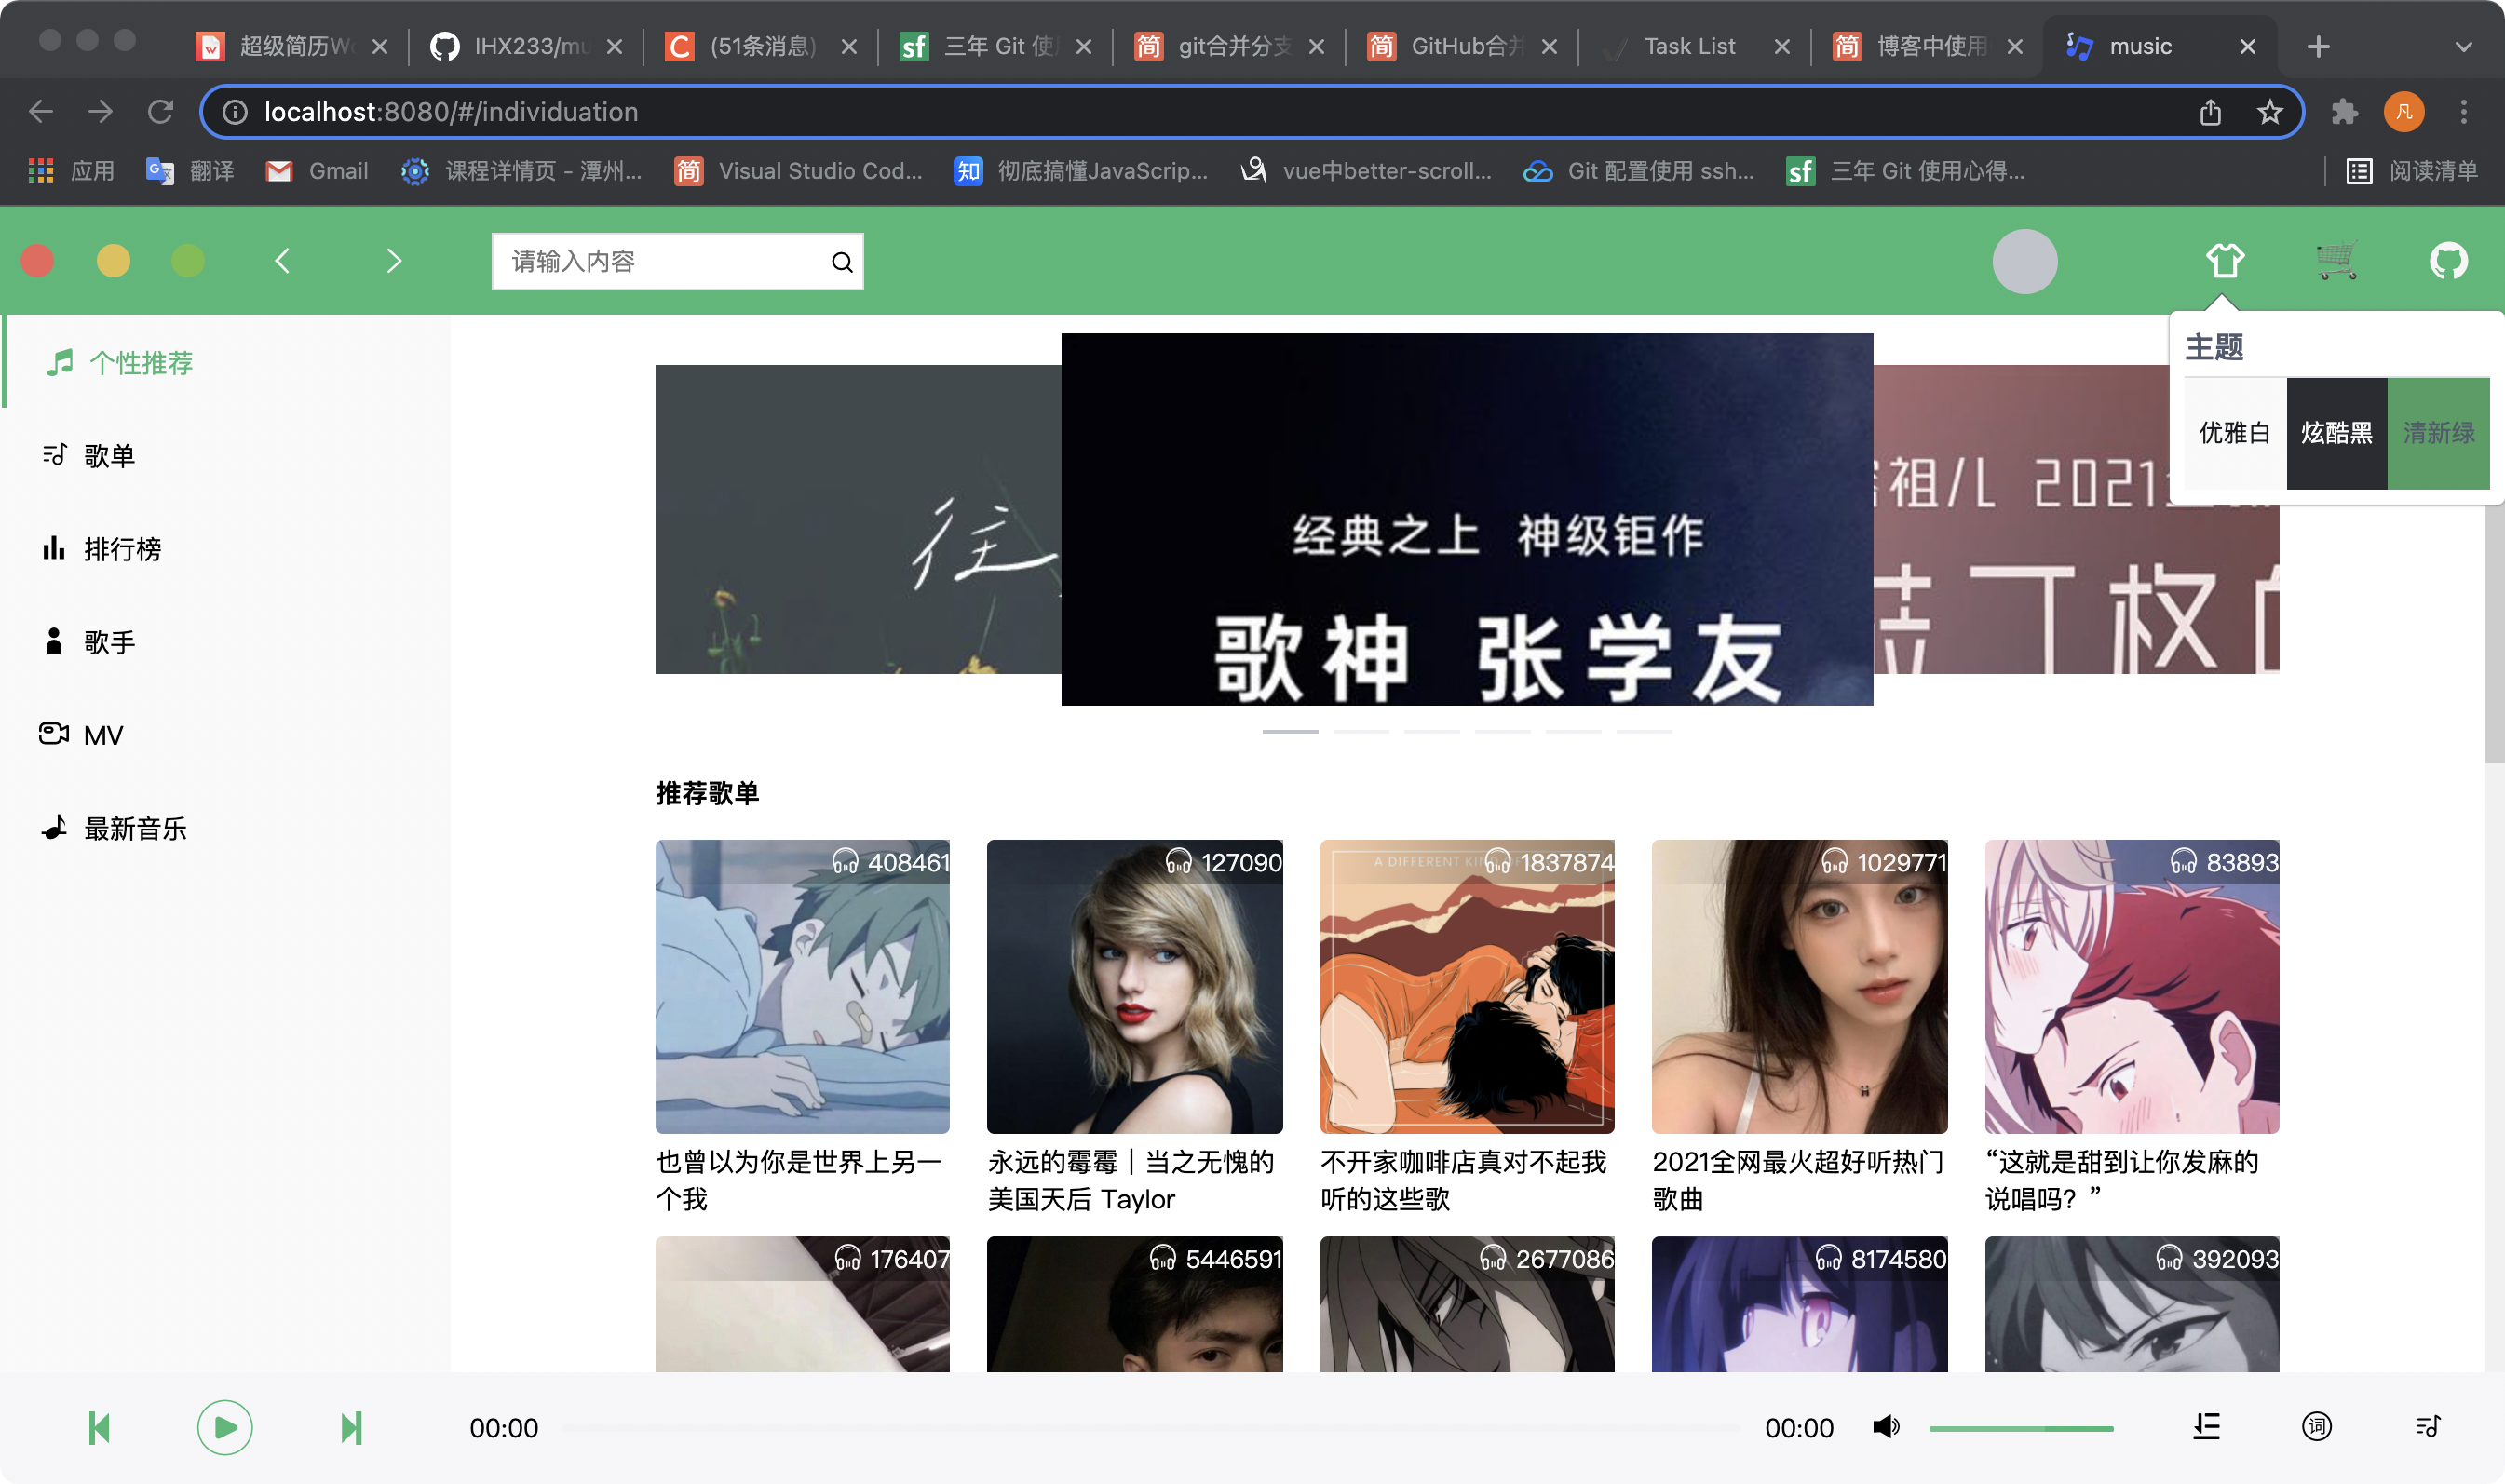 超级简历W
IHX233/mu
(51条消息)
三年 Git 使
git合并分支
GitHub合并
Task List
博客中使用
music
localhost:8080/#/individuation
凡
应用
翻译
Gmail
课程详情页 - 潭州...
Visual Studio Cod...
彻底搞懂JavaScrip...
vue中better-scroll...
Git 配置使用 ssh...
三年 Git 使用心得...
阅读清单
请输入内容
主题
优雅白
炫酷黑
清新绿
个性推荐
歌单
排行榜
歌手
MV
最新音乐
往
经典之上 神级钜作
歌神 张学友
祖儿 2021
推荐歌单
408461
127090
A DIFFERENT KIND
1837874
1029771
83893
也曾以为你是世界上另一
个我
永远的霉霉｜当之无愧的
美国天后 Taylor
不开家咖啡店真对不起我
听的这些歌
2021全网最火超好听热门
歌曲
“这就是甜到让你发麻的
说唱吗？”
176407
5446591
2677086
8174580
392093
00:00
00:00
词